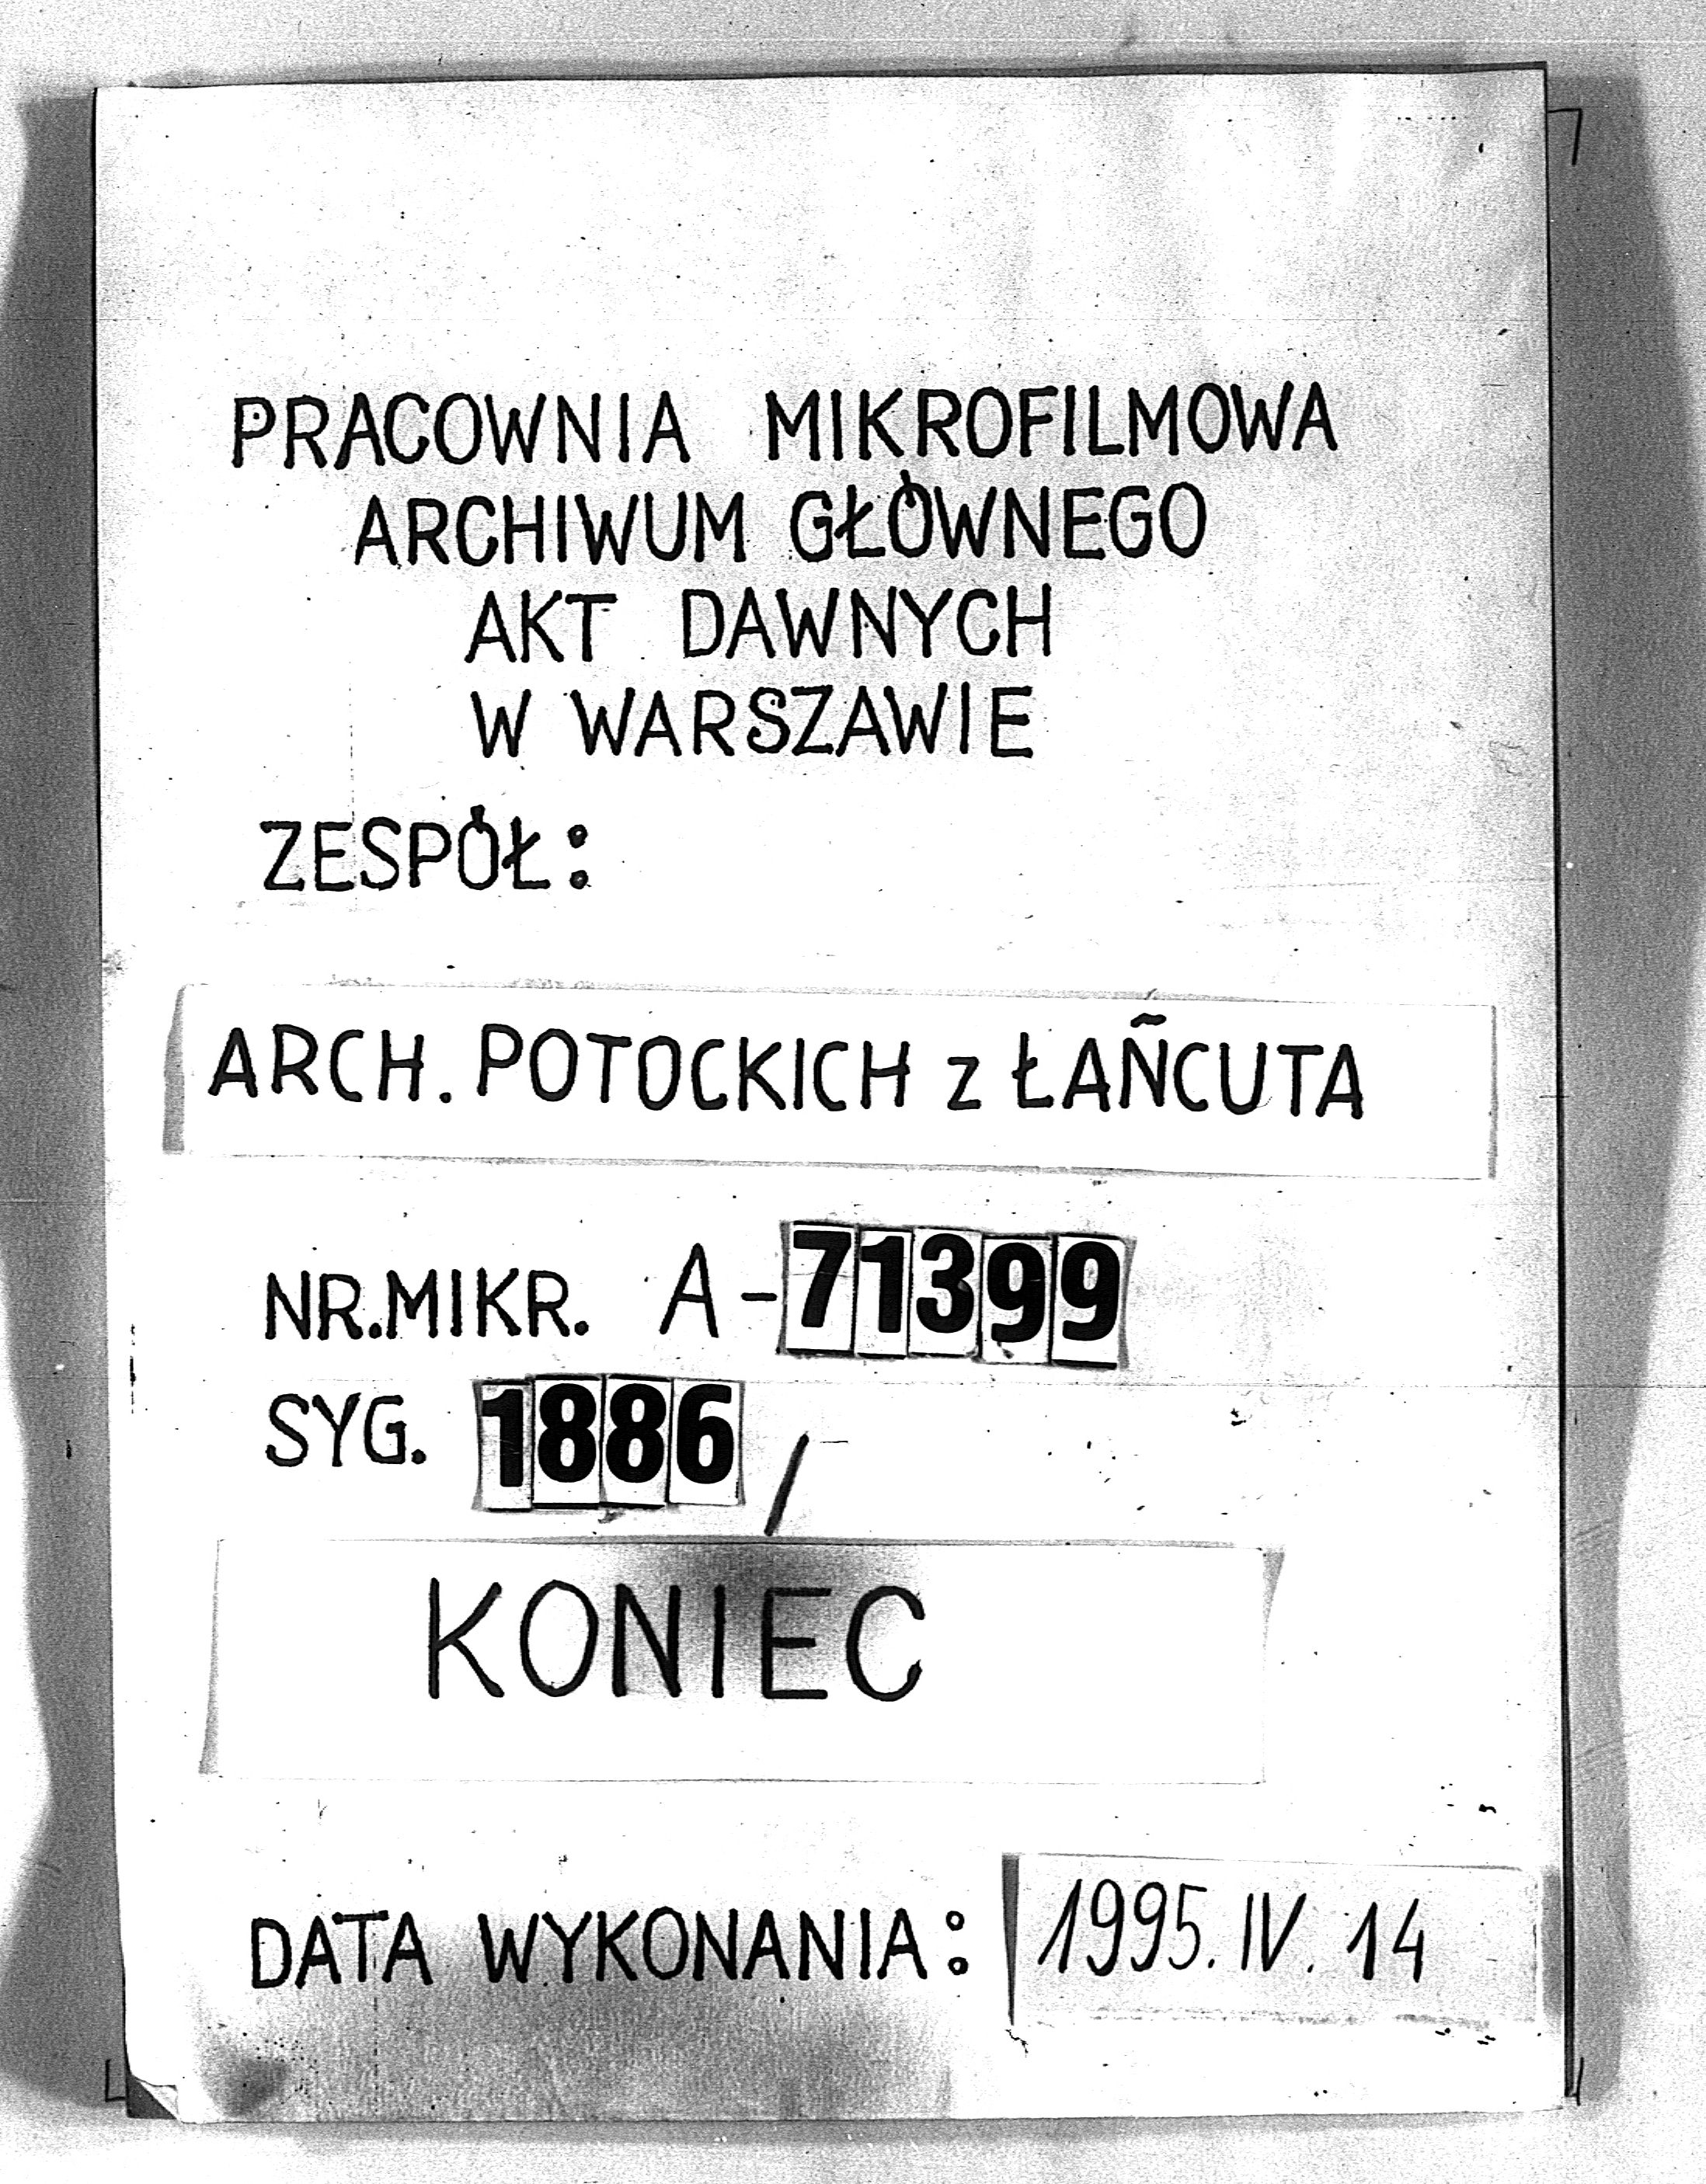 PRACOWNIA MIKROFILMOWA
ARCHIWUM GŁÓWNEGO
AKT DAWNYCH
W WARSZAWIE
ZESPÓŁ:
ARCH. POTOCKICH z ŁAŃCUTA
NR.MIKR. A-71399
SYG. 1886/
KONIEC
DATA WYKONANIA: 1995.IV.14